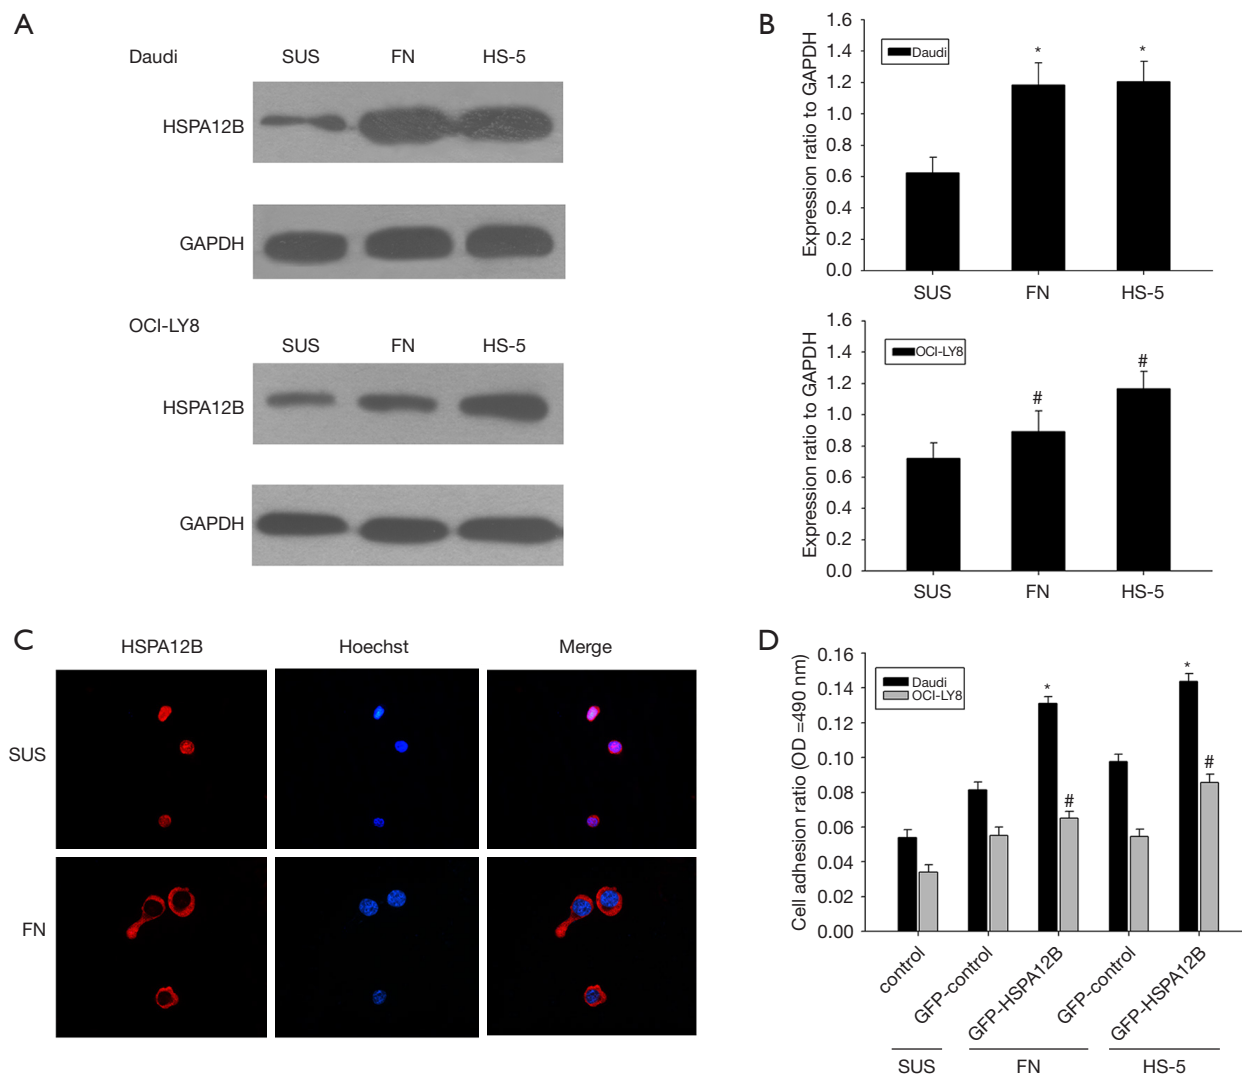 A
Daudi
SUS FN HS-5
HSPA12B
GAPDH
OCI-LY8
SUS FN HS-5
HSPA12B
GAPDH
B
Expression ratio to GAPDH
1.6
1.4
1.2
1.0
0.8
0.6
0.4
0.2
0.0
Daudi
* *
SUS FN HS-5
Expression ratio to GAPDH
1.6
1.4
1.2
1.0
0.8
0.6
0.4
0.2
0.0
OCI-LY8
# #
SUS FN HS-5
C
HSPA12B Hoechst Merge
SUS
FN
D
Cell adhesion ratio (OD =490 nm)
0.16
0.14
0.12
0.10
0.08
0.06
0.04
0.02
0.00
Daudi
OCI-LY8
* # * #
control GFP-control GFP-HSPA12B GFP-control GFP-HSPA12B
SUS FN HS-5